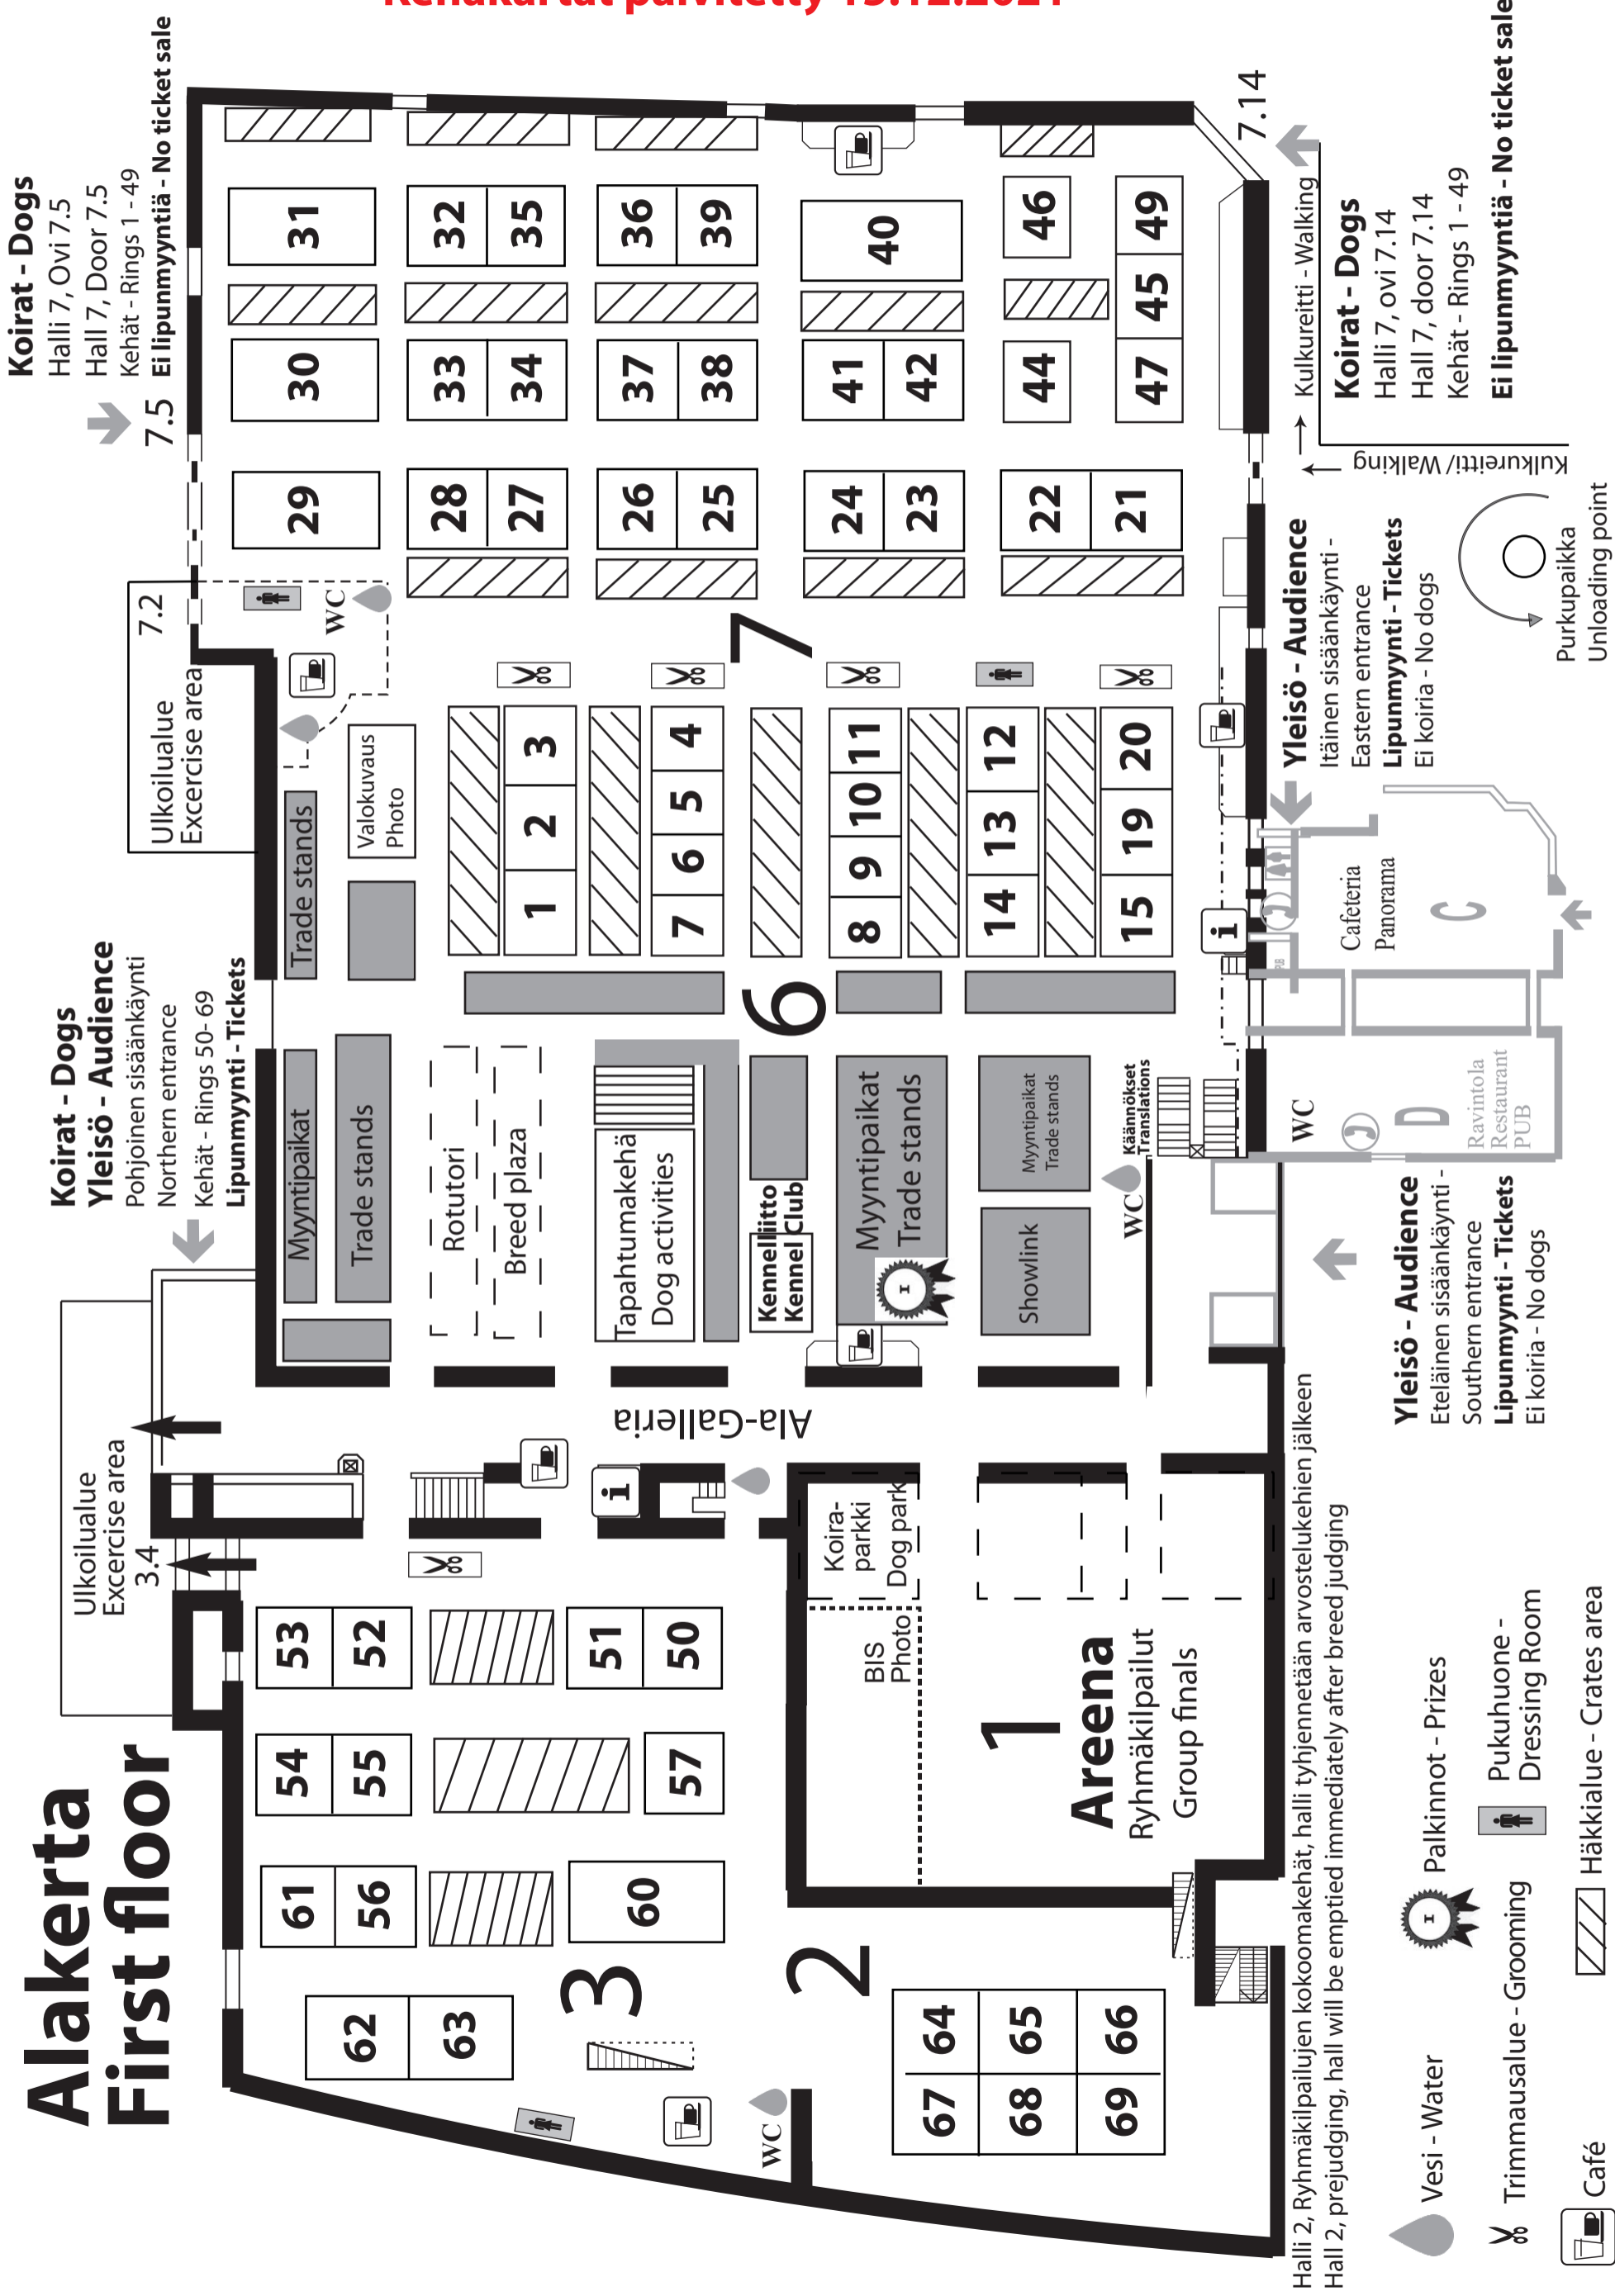 Kehäkartat päivitetty 13.12.2021
Alakerta
First floor
Koirat - Dogs
Yleisö - Audience
Pohjoinen sisäänkäynti
Northern entrance
Kehät - Rings 50- 69
Lipunmyynti - Tickets
Koirat - Dogs
Halli 7, Ovi 7.5
Hall 7, Door 7.5
Kehät - Rings 1 - 49
Ei lipunmyyntiä - No ticket sale
7.5
Ulkoilualue
Excercise area
3.4
Ulkoilualue
Excercise area
7.2
53
52
51
50
54
55
57
61
56
60
62
63
3
2
WC
64
65
66
67
68
69
1
Areena
Ryhmäkilpailut
Group finals
BIS
Photo
Koira-
parkki
Dog park
i
Ala-Galleria
Myyntipaikat
Trade stands
Trade stands
Rotutori
Breed plaza
Tapahtumakehä
Dog activities
Kennelliitto
Kennel Club
Myyntipaikat
Trade stands
Showlink
Myyntipaikat
Trade stands
Käännökset
Translations
WC
6
Valokuvaus
Photo
WC
1
2
3
7
6
5
4
8
9
10
11
14
13
12
15
19
20
7
29
30
31
28
27
33
34
32
35
26
25
37
38
36
39
24
23
41
42
40
22
21
44
46
47
45
49
i
7.14
WC
D
Ravintola
Restaurant
PUB
PUB
Cafeteria
Panorama
C
Halli 2, Ryhmäkilpailujen kokoomakehät, halli tyhjennetään arvostelukehien jälkeen
Hall 2, prejudging, hall will be emptied immediately after breed judging
Yleisö - Audience
Eteläinen sisäänkäynti -
Southern entrance
Lipunmyynti - Tickets
Ei koiria - No dogs
Yleisö - Audience
Itäinen sisäänkäynti -
Eastern entrance
Lipunmyynti - Tickets
Ei koiria - No dogs
Kulkureitti - Walking
Kulkureitti/ Walking
Koirat - Dogs
Halli 7, ovi 7.14
Hall 7, door 7.14
Kehät - Rings 1 - 49
Ei lipunmyyntiä - No ticket sale
Purkupaikka
Unloading point
Vesi - Water
Palkinnot - Prizes
Trimmausalue - Grooming
Pukuhuone -
Dressing Room
Café
Häkkialue - Crates area